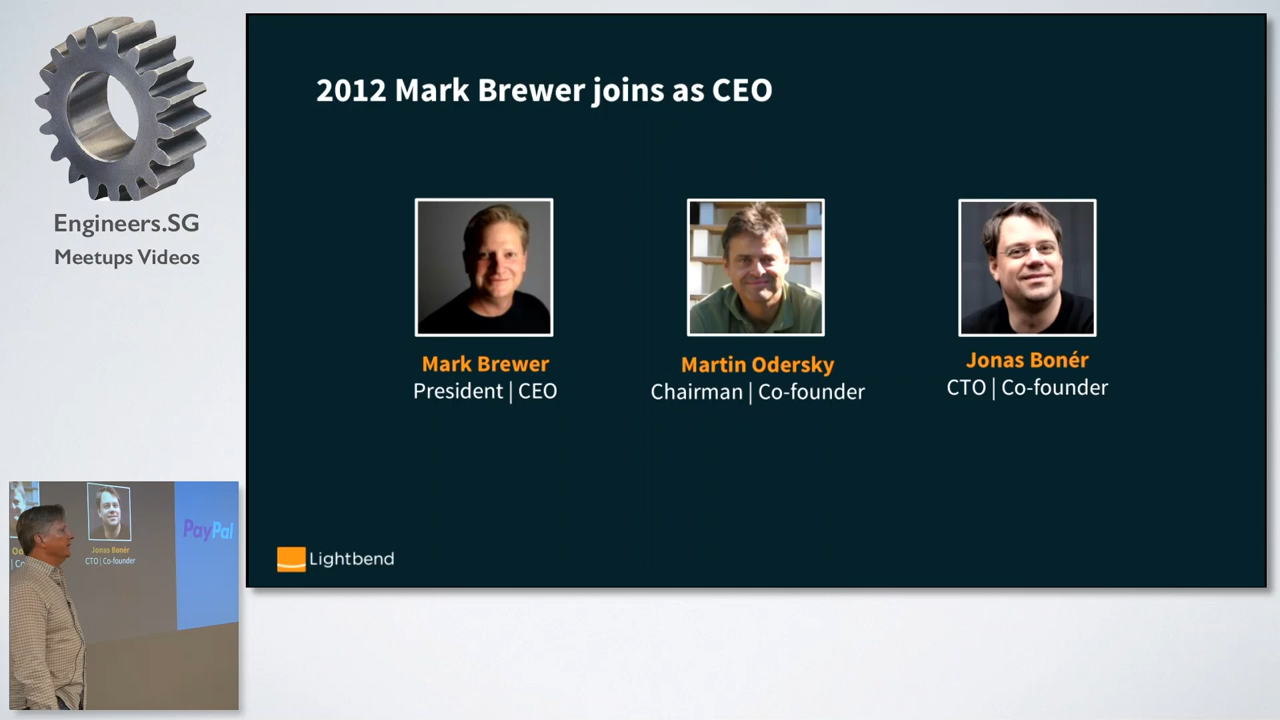 Engineers.SG
Meetups Videos
2012 Mark Brewer joins as CEO
Mark Brewer
President | CEO
Martin Odersky
Chairman | Co-founder
Jonas Bonér
CTO | Co-founder
Lightbend
PayPal
Jonas Bonér
CTO | Co-founder